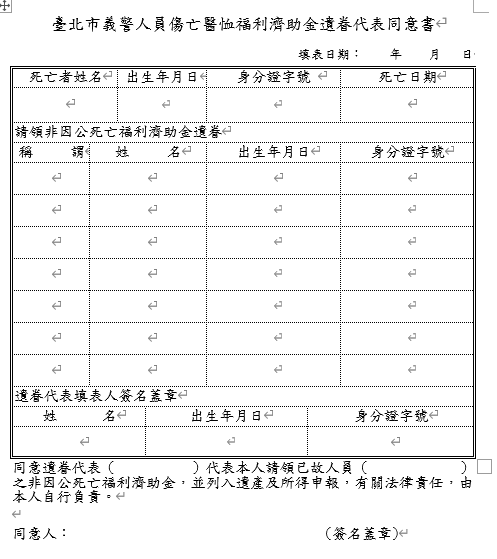 臺北市義警人員傷亡醫恤福利濟助金遺眷代表同意書
填表日期： 年 月 日
死亡者姓名 出生年月日 身分證字號 死亡日期
請領非因公死亡福利濟助金遺眷
稱 謂 姓 名 出生年月日 身分證字號
遺眷代表填表人簽名蓋章
姓 名 出生年月日 身分證字號
同意遺眷代表（ ）代表本人請領已故人員（ ）
之非因公死亡福利濟助金，並列入遺產及所得申報，有關法律責任，由
本人自行負責。
同意人： (簽名蓋章)